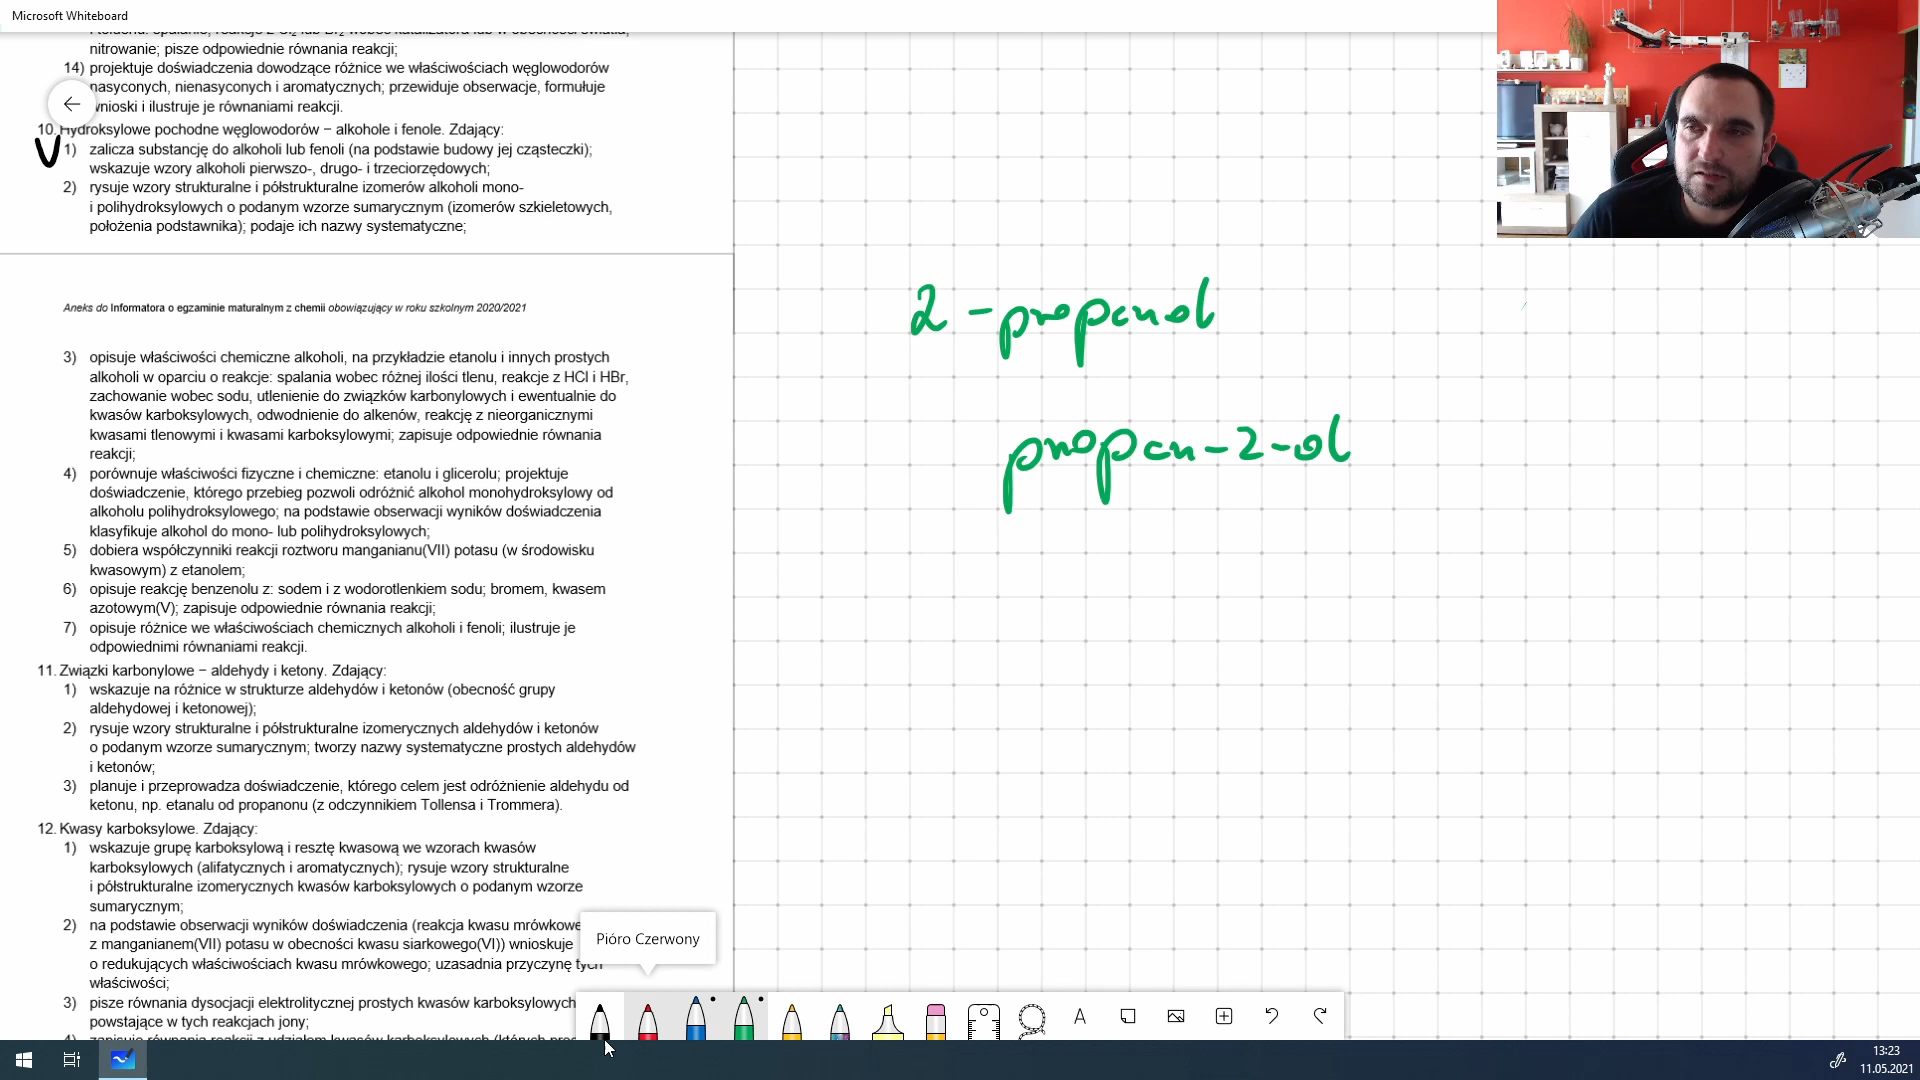 Microsoft Whiteboard
nitrowanie; pisze odpowiednie równania reakcji;
14) projektuje doświadczenia dowodzące różnice we właściwościach węglowodorów
nasyconych, nienasyconych i aromatycznych; przewiduje obserwacje, formułuje
wnioski i ilustruje je równaniami reakcji.
10. Hydroksylowe pochodne węglowodorów − alkohole i fenole. Zdający:
V
1) zalicza substancję do alkoholi lub fenoli (na podstawie budowy jej cząsteczki);
wskazuje wzory alkoholi pierwszo-, drugo- i trzeciorzędowych;
2) rysuje wzory strukturalne i półstrukturalne izomerów alkoholi mono-
i polihydroksylowych o podanym wzorze sumarycznym (izomerów szkieletowych,
położenia podstawnika); podaje ich nazwy systematyczne;
Aneks do Informatora o egzaminie maturalnym z chemii obowiązujący w roku szkolnym 2020/2021
3) opisuje właściwości chemiczne alkoholi, na przykładzie etanolu i innych prostych
alkoholi w oparciu o reakcje: spalania wobec różnej ilości tlenu, reakcje z HCl i HBr,
zachowanie wobec sodu, utlenienie do związków karbonylowych i ewentualnie do
kwasów karboksylowych, odwodnienie do alkenów, reakcję z nieorganicznymi
kwasami tlenowymi i kwasami karboksylowymi; zapisuje odpowiednie równania
reakcji;
4) porównuje właściwości fizyczne i chemiczne: etanolu i glicerolu; projektuje
doświadczenie, którego przebieg pozwoli odróżnić alkohol monohydroksylowy od
alkoholu polihydroksylowego; na podstawie obserwacji wyników doświadczenia
klasyfikuje alkohol do mono- lub polihydroksylowych;
5) dobiera współczynniki reakcji roztworu manganianu(VII) potasu (w środowisku
kwasowym) z etanolem;
6) opisuje reakcję benzenolu z: sodem i z wodorotlenkiem sodu; bromem, kwasem
azotowym(V); zapisuje odpowiednie równania reakcji;
7) opisuje różnice we właściwościach chemicznych alkoholi i fenoli; ilustruje je
odpowiednimi równaniami reakcji.
11. Związki karbonylowe − aldehydy i ketony. Zdający:
1) wskazuje na różnice w strukturze aldehydów i ketonów (obecność grupy
aldehydowej i ketonowej);
2) rysuje wzory strukturalne i półstrukturalne izomerycznych aldehydów i ketonów
o podanym wzorze sumarycznym; tworzy nazwy systematyczne prostych aldehydów
i ketonów;
3) planuje i przeprowadza doświadczenie, którego celem jest odróżnienie aldehydu od
ketonu, np. etanalu od propanonu (z odczynnikiem Tollensa i Trommera).
12. Kwasy karboksylowe. Zdający:
1) wskazuje grupę karboksylową i resztę kwasową we wzorach kwasów
karboksylowych (alifatycznych i aromatycznych); rysuje wzory strukturalne
i półstrukturalne izomerycznych kwasów karboksylowych o podanym wzorze
sumarycznym;
2) na podstawie obserwacji wyników doświadczenia (reakcja kwasu mrówkowe
z manganianem(VII) potasu w obecności kwasu siarkowego(VI)) wnioskuje
o redukujących właściwościach kwasu mrówkowego; uzasadnia przyczynę tych
właściwości;
3) pisze równania dysocjacji elektrolitycznej prostych kwasów karboksylowych
powstające w tych reakcjach jony;
2-propanol
propan-2-ol
Pióro Czerwony
A
13:23
11.05.2021